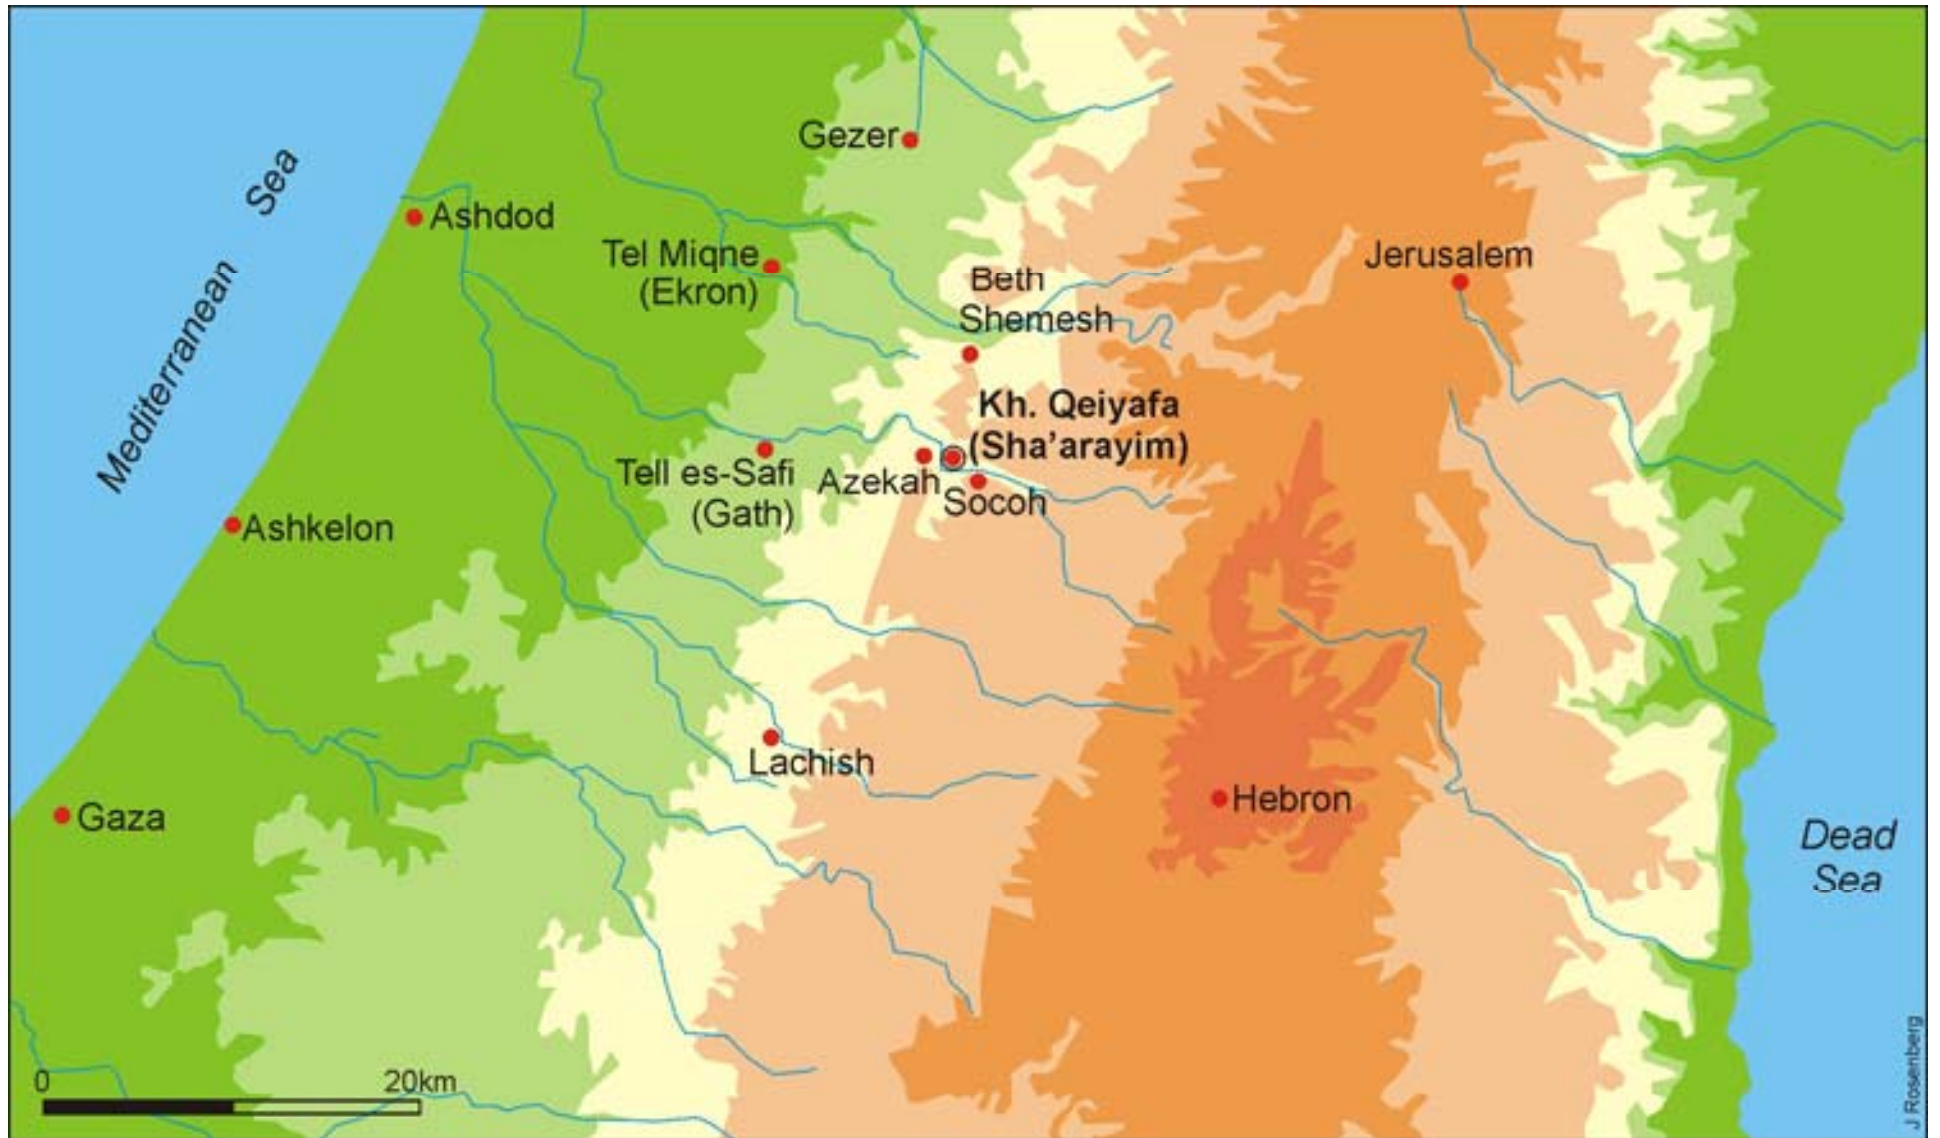 Gezer
Mediterranean Sea
Ashdod
Tel Miqne
(Ekron)
Jerusalem
Beth
Shemesh
Kh. Qeiyafa
(Sha'arayim)
Tell es-Safi
(Gath)
Azekah
Socoh
Ashkelon
Lachish
Gaza
Hebron
Dead
Sea
0 20km
J Rosenberg